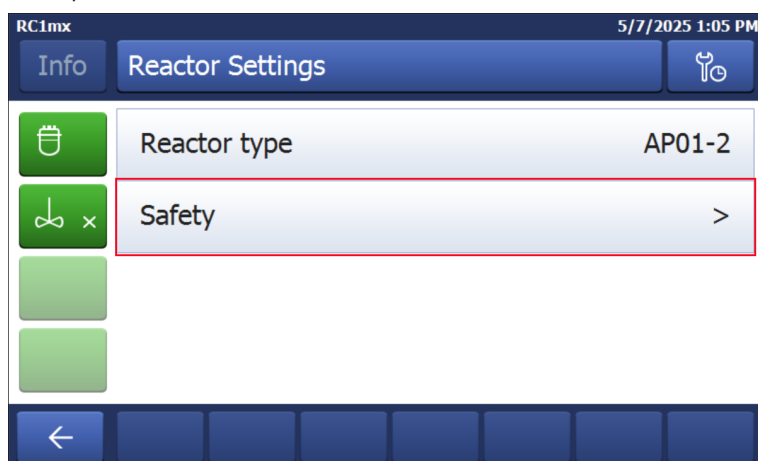 RC1mx 5/7/2025 1:05 PM
Info Reactor Settings
Reactor type AP01-2
Safety >